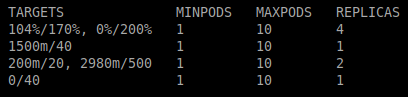 TARGETS MINPODS MAXPODS REPLICAS
104%/170%, 0%/200% 1 10 4
1500m/40 1 10 1
200m/20, 2980m/500 1 10 2
0/40 1 10 1